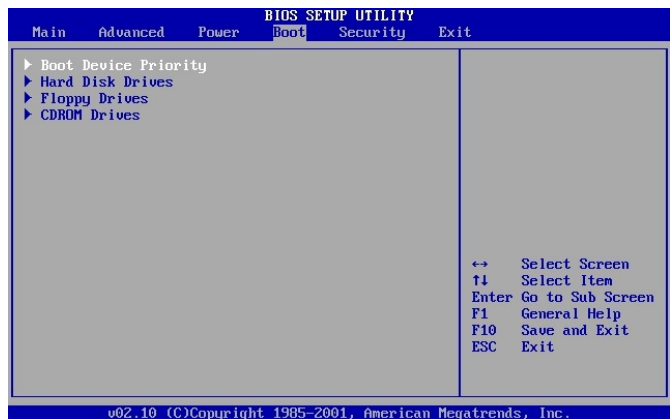 BIOS SETUP UTILITY
Main Advanced Power Boot Security Exit
Boot Device Priority
Hard Disk Drives
Floppy Drives
CDROM Drives
↔ Select Screen
↑↓ Select Item
Enter Go to Sub Screen
F1 General Help
F10 Save and Exit
ESC Exit
v02.10 (C)Copyright 1985-2001, American Megatrends, Inc.